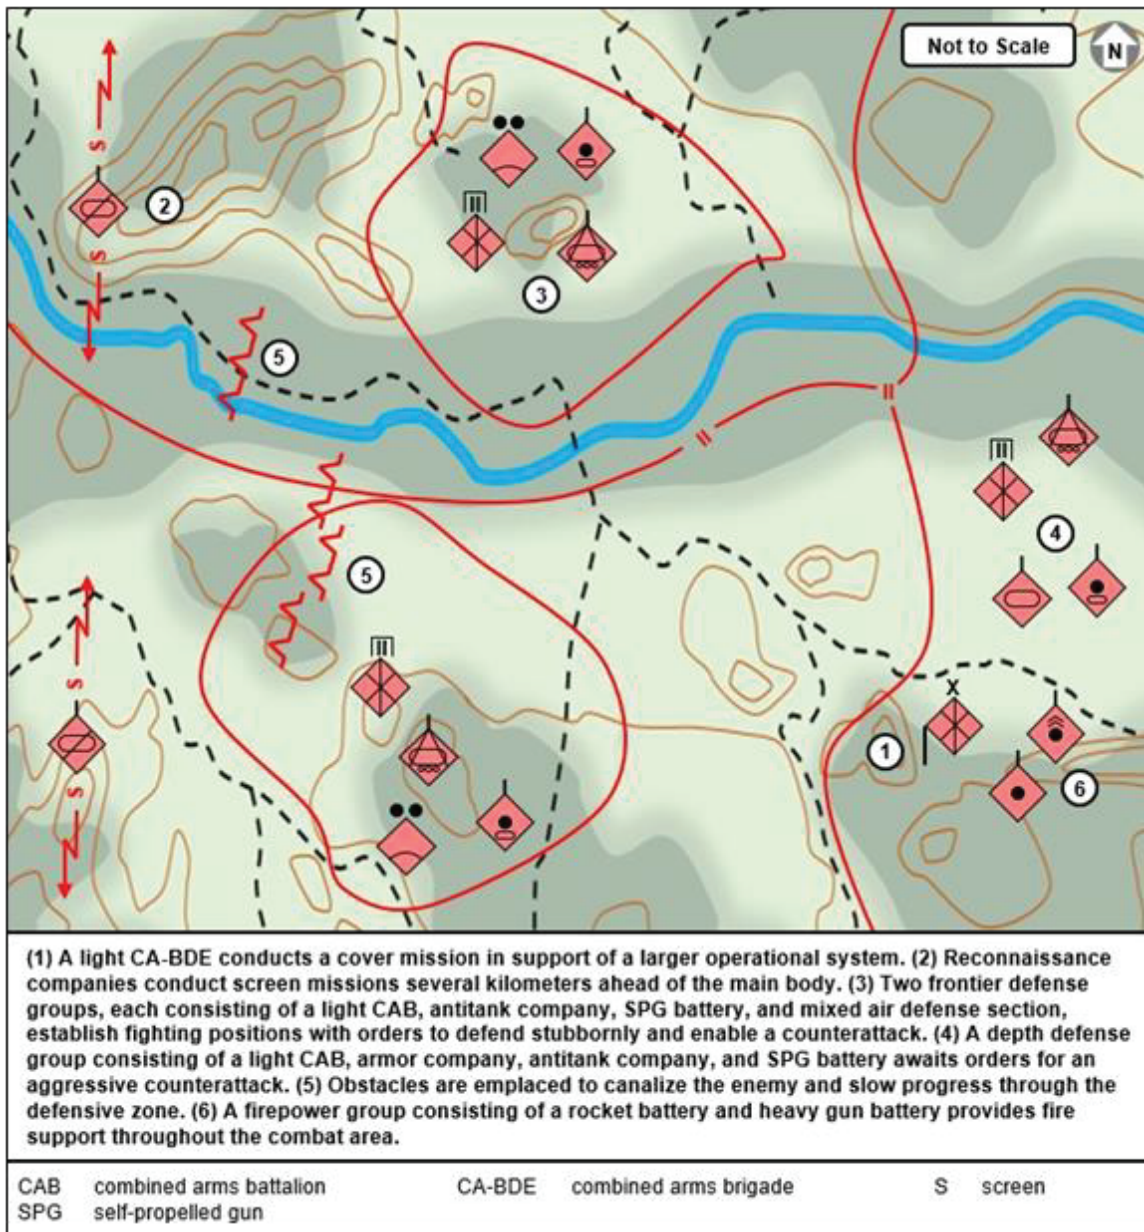 Not to Scale
N
S
2
S
3
5
II
II
4
5
S
X
1
6
S
(1) A light CA-BDE conducts a cover mission in support of a larger operational system. (2) Reconnaissance
companies conduct screen missions several kilometers ahead of the main body. (3) Two frontier defense
groups, each consisting of a light CAB, antitank company, SPG battery, and mixed air defense section,
establish fighting positions with orders to defend stubbornly and enable a counterattack. (4) A depth defense
group consisting of a light CAB, armor company, antitank company, and SPG battery awaits orders for an
aggressive counterattack. (5) Obstacles are emplaced to canalize the enemy and slow progress through the
defensive zone. (6) A firepower group consisting of a rocket battery and heavy gun battery provides fire
support throughout the combat area.
CAB combined arms battalion CA-BDE combined arms brigade S screen
SPG self-propelled gun